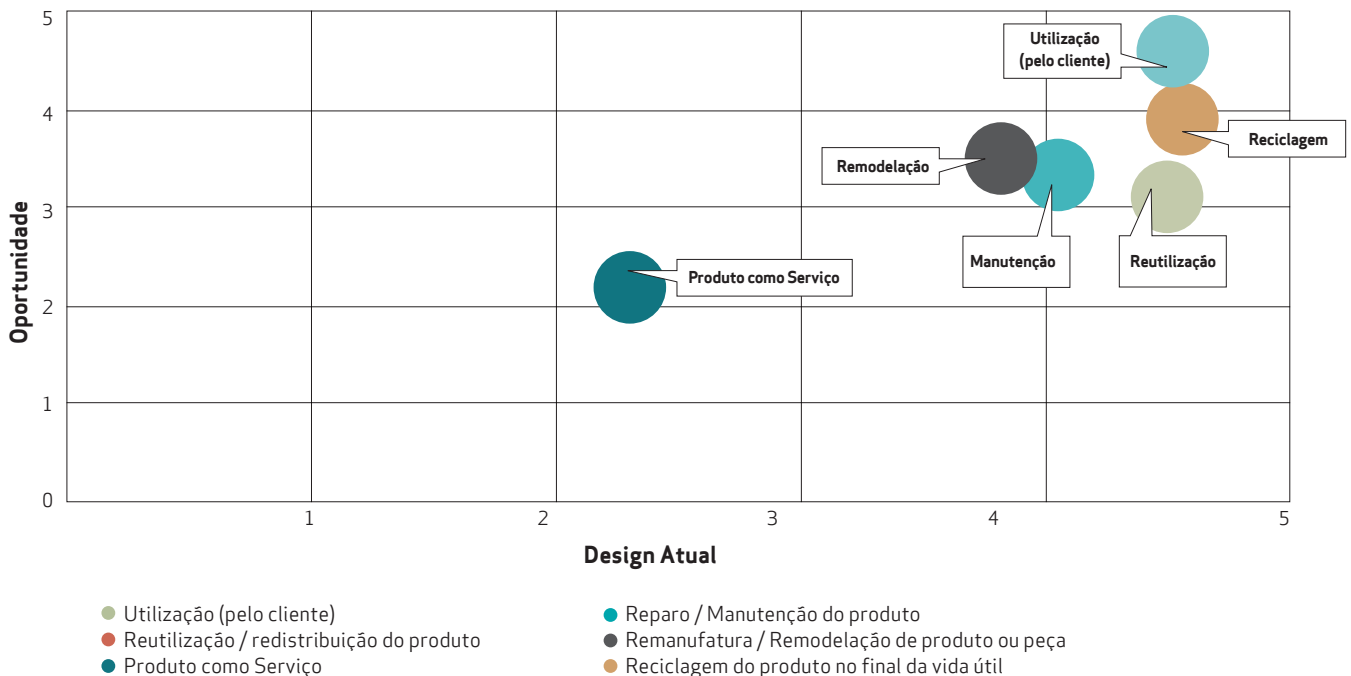 5
4
3
2
1
0
Oportunidade
Utilização
(pelo cliente)
Reciclagem
Remodelação
Manutenção
Reutilização
Produto como Serviço
1
2
3
4
5
Design Atual
Utilização (pelo cliente)
Reutilização / redistribuição do produto
Produto como Serviço
Reparo / Manutenção do produto
Remanufatura / Remodelação de produto ou peça
Reciclagem do produto no final da vida útil